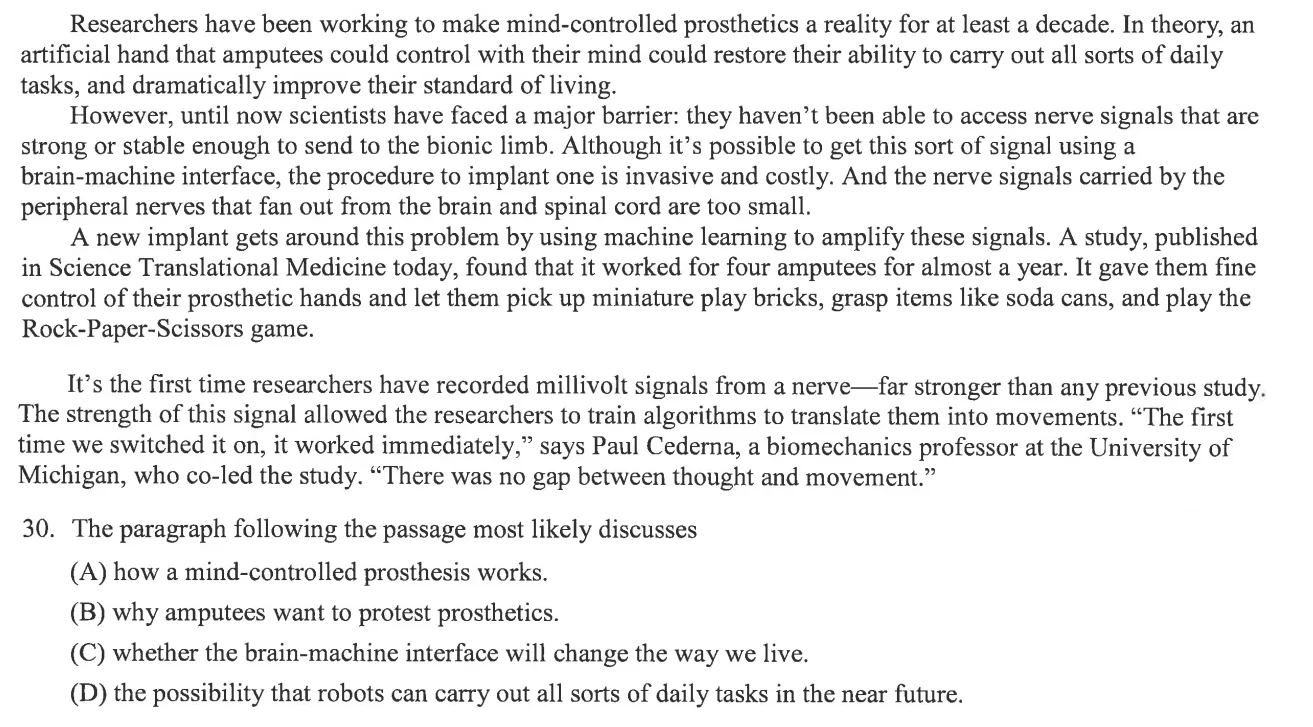 Researchers have been working to make mind-controlled prosthetics a reality for at least a decade. In theory, an
artificial hand that amputees could control with their mind could restore their ability to carry out all sorts of daily
tasks, and dramatically improve their standard of living.
However, until now scientists have faced a major barrier: they haven’t been able to access nerve signals that are
strong or stable enough to send to the bionic limb. Although it’s possible to get this sort of signal using a
brain-machine interface, the procedure to implant one is invasive and costly. And the nerve signals carried by the
peripheral nerves that fan out from the brain and spinal cord are too small.
A new implant gets around this problem by using machine learning to amplify these signals. A study, published
in Science Translational Medicine today, found that it worked for four amputees for almost a year. It gave them fine
control of their prosthetic hands and let them pick up miniature play bricks, grasp items like soda cans, and play the
Rock-Paper-Scissors game.
It’s the first time researchers have recorded millivolt signals from a nerve—far stronger than any previous study.
The strength of this signal allowed the researchers to train algorithms to translate them into movements. “The first
time we switched it on, it worked immediately,” says Paul Cederna, a biomechanics professor at the University of
Michigan, who co-led the study. “There was no gap between thought and movement.”
30. The paragraph following the passage most likely discusses
(A) how a mind-controlled prosthesis works.
(B) why amputees want to protest prosthetics.
(C) whether the brain-machine interface will change the way we live.
(D) the possibility that robots can carry out all sorts of daily tasks in the near future.